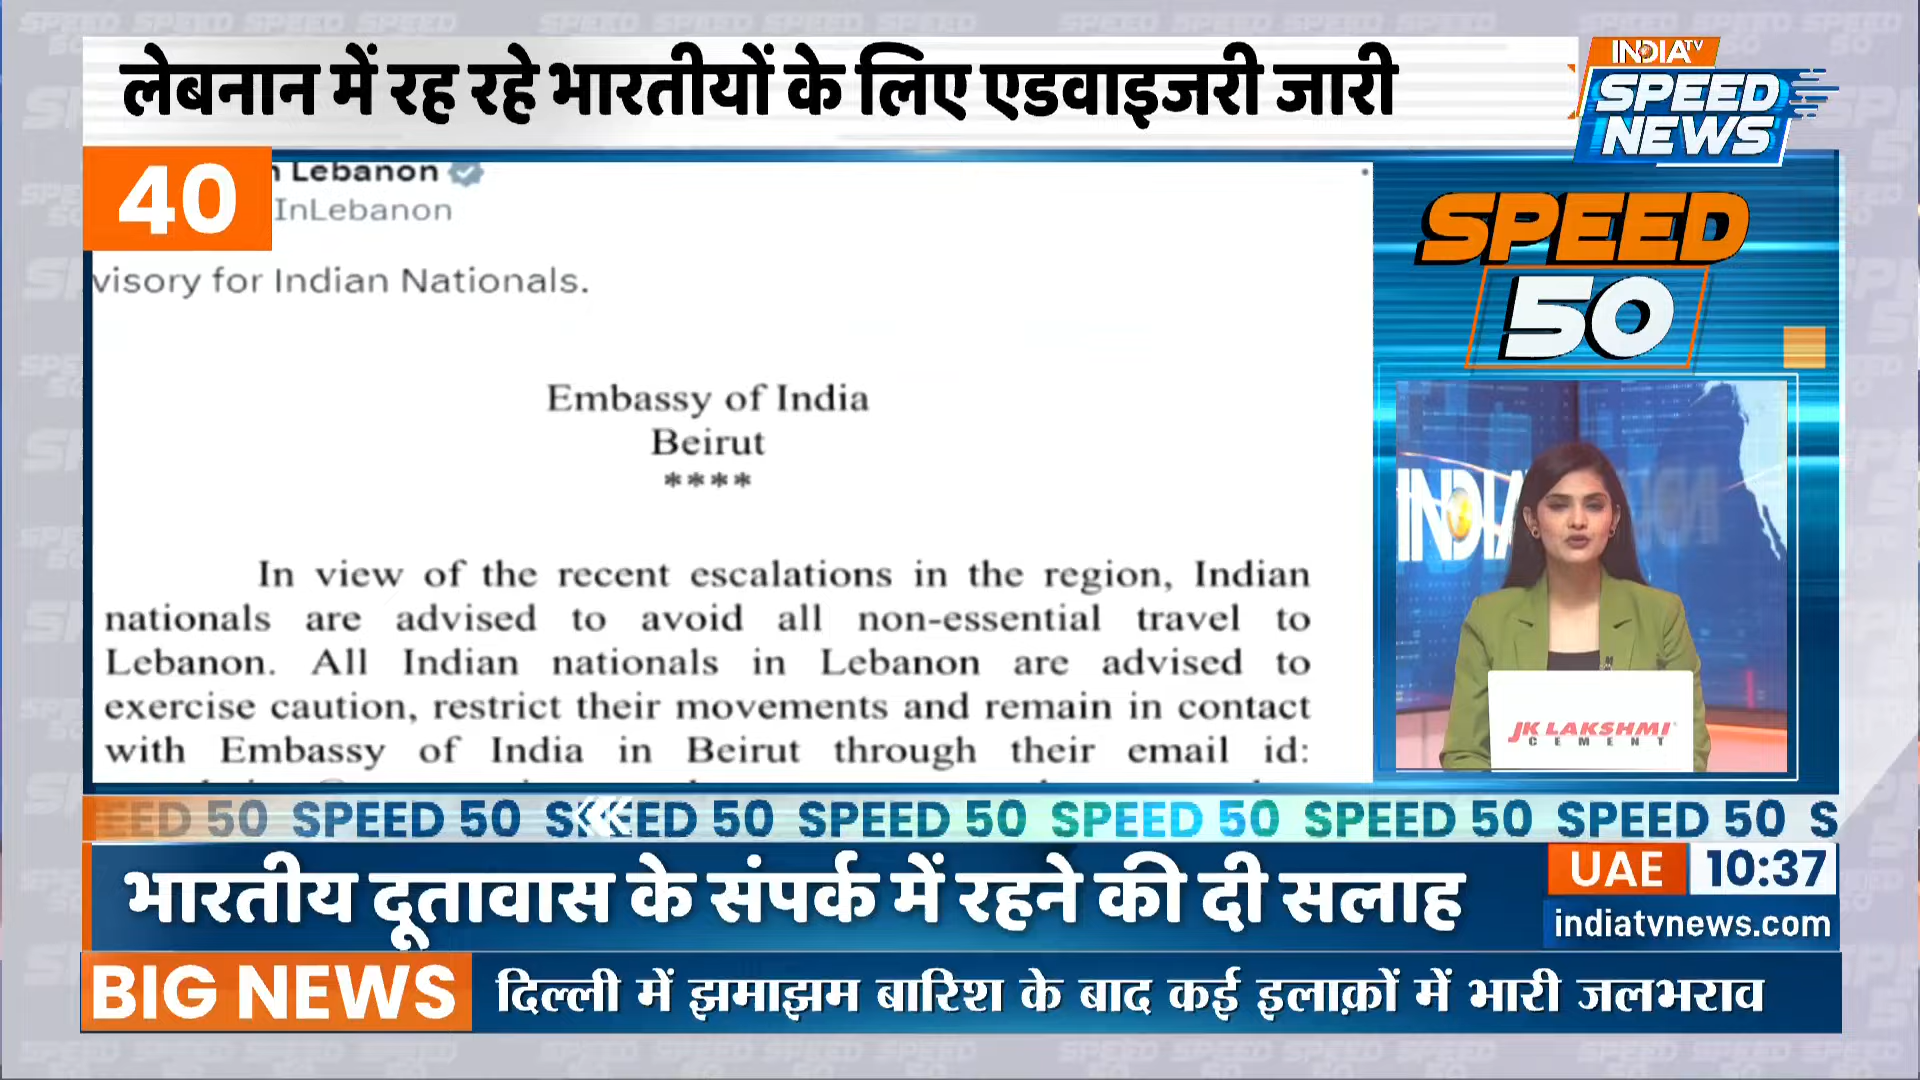 लेबनान में रह रहे भारतीयों के लिए एडवाइजरी जारी
INDIA TV
SPEED
NEWS
40
Lebanon
InLebanon
visory for Indian Nationals.
Embassy of India
Beirut
****
In view of the recent escalations in the region, Indian
nationals are advised to avoid all non-essential travel to
Lebanon. All Indian nationals in Lebanon are advised to
exercise caution, restrict their movements and remain in contact
with Embassy of India in Beirut through their email id:
SPEED
50
INDIA
JK LAKSHMI
CEMENT
EED 50 SPEED 50 SPEED 50 SPEED 50 SPEED 50 SPEED 50 SPEED 50 S
भारतीय दूतावास के संपर्क में रहने की दी सलाह
UAE 10:37
indiatvnews.com
BIG NEWS
दिल्ली में झमाझम बारिश के बाद कई इलाक़ों में भारी जलभराव